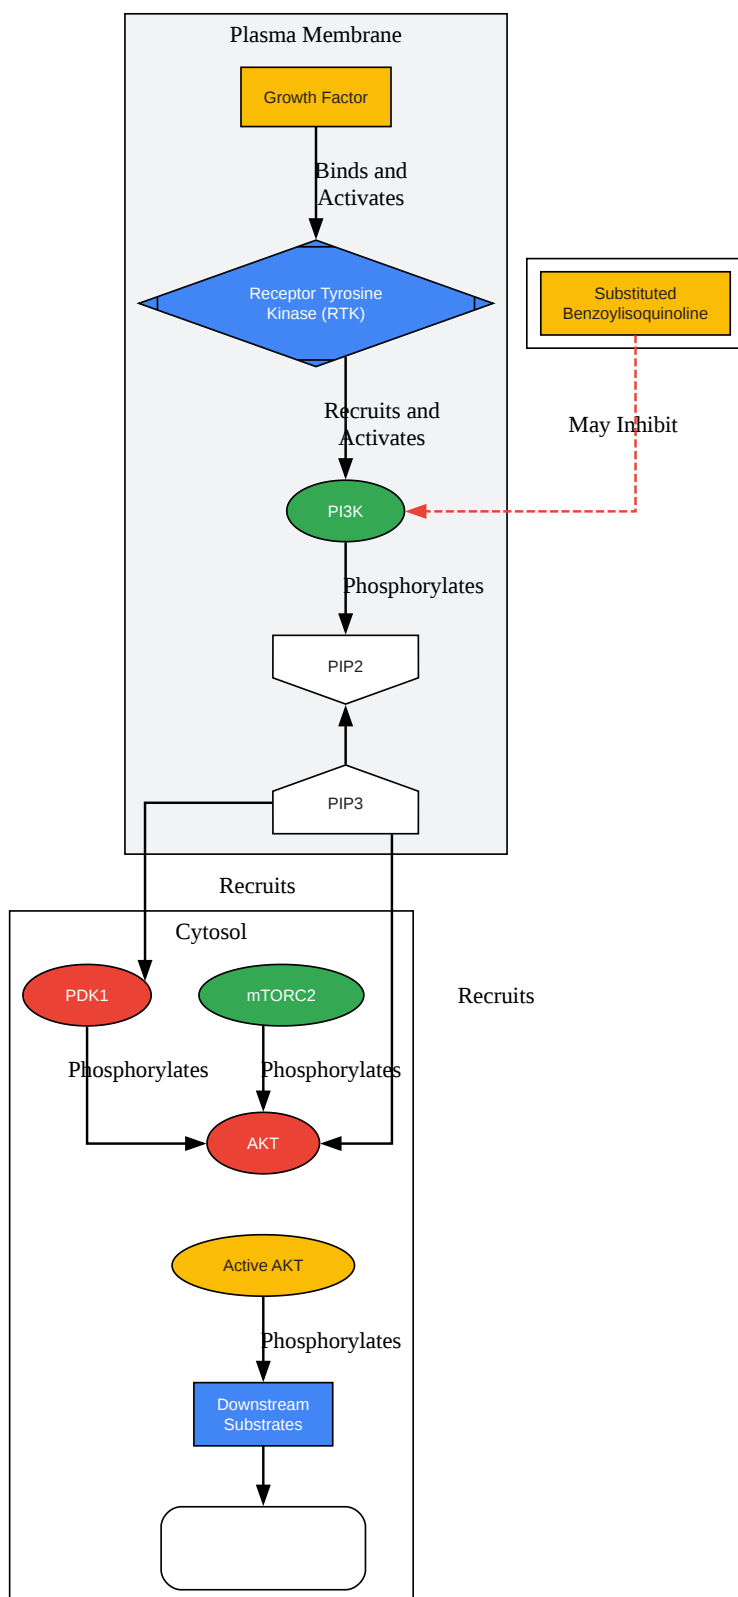 Plasma Membrane
Growth Factor
Binds and
Activates
Receptor Tyrosine
Kinase (RTK)
Substituted
Benzoylisoquinoline
Recruits and
Activates
May Inhibit
PI3K
Phosphorylates
PIP2
PIP3
Recruits
Cytosol
PDK1
mTORC2
Recruits
Phosphorylates
Phosphorylates
AKT
Active AKT
Phosphorylates
Downstream
Substrates